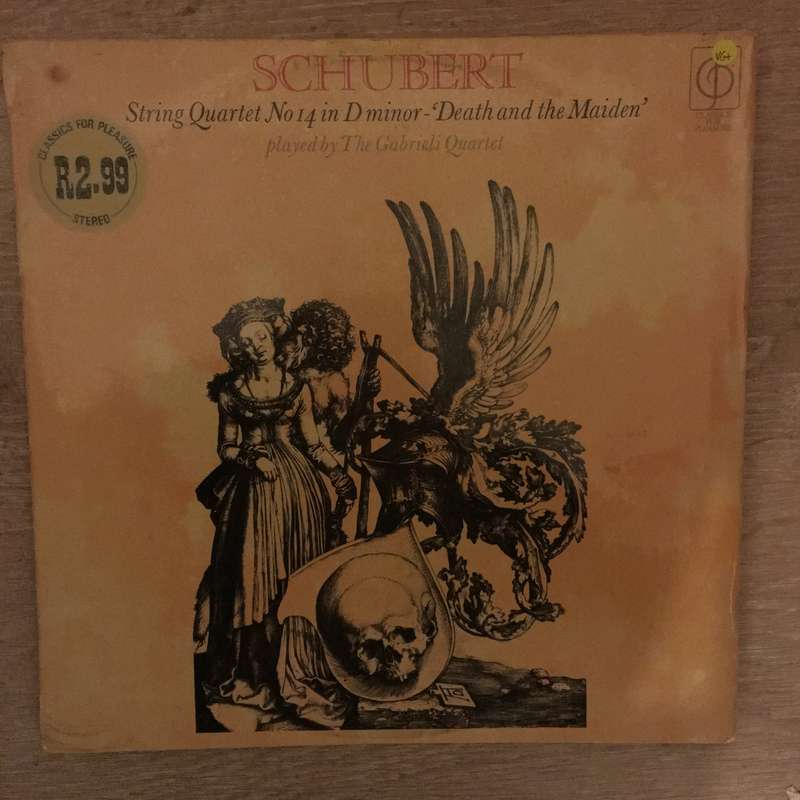 SCHUBERT
VG+
String Quartet No 14 in D minor-'Death and the Maiden'
played by The Gabrieli Quartet
CLASSICS FOR PLEASURE
R2.99
STEREO